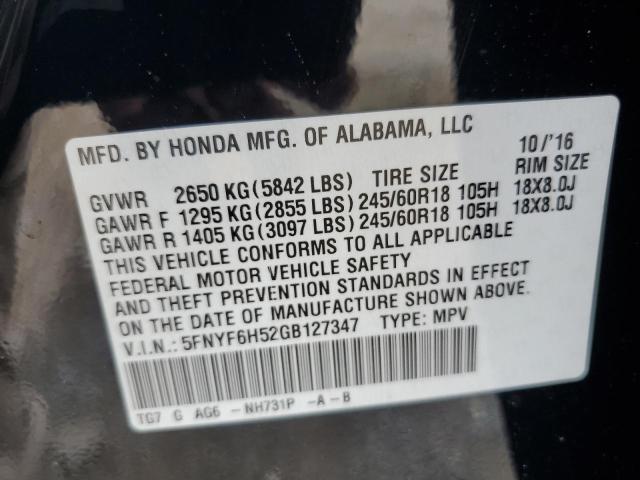 MFD. BY HONDA MFG. OF ALABAMA, LLC 10/'16
GVWR 2650 KG (5842 LBS) TIRE SIZE RIM SIZE
GAWR F 1295 KG (2855 LBS) 245/60R18 105H 18X8.0J
GAWR R 1405 KG (3097 LBS) 245/60R18 105H 18X8.0J
THIS VEHICLE CONFORMS TO ALL APPLICABLE
FEDERAL MOTOR VEHICLE SAFETY
AND THEFT PREVENTION STANDARDS IN EFFECT
ON THE DATE OF MANUFACTURE SHOWN ABOVE.
V.I.N.: 5FNYF6H52GB127347 TYPE: MPV
TG7 G AG6 -NH731P -A-B